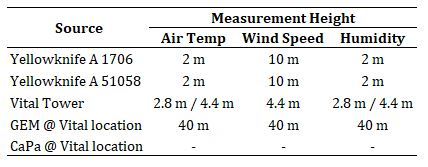 Source Measurement Height
Air Temp Wind Speed Humidity
Yellowknife A 1706 2 m 10 m 2 m
Yellowknife A 51058 2 m 10 m 2 m
Vital Tower 2.8 m / 4.4 m 4.4 m 2.8 m / 4.4 m
GEM @ Vital location 40 m 40 m 40 m
CaPa @ Vital location - - -